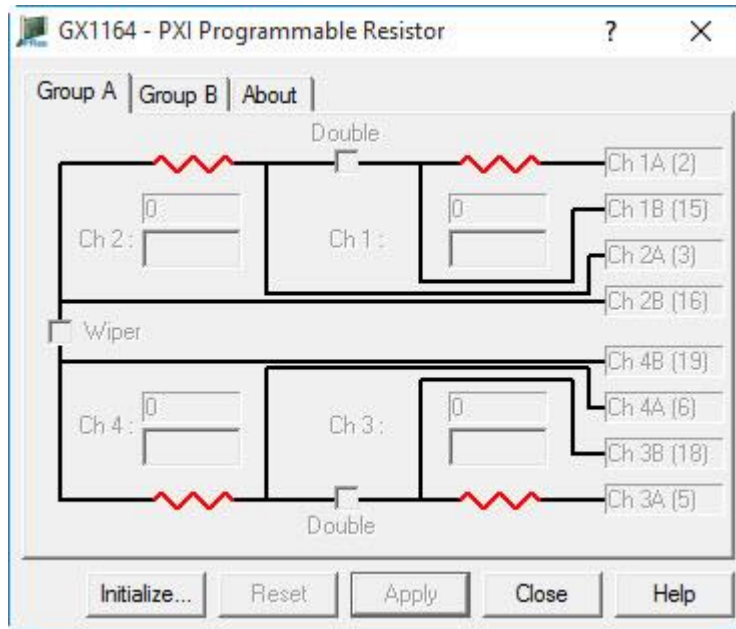 GX1164 - PXI Programmable Resistor ?
Group A Group B About
Double
Ch 1A (2)
0 0 Ch 1B (15)
Ch 2 : Ch 1 : Ch 2A (3)
Ch 2B (16)
Wiper
Ch 4B (19)
0 0 Ch 4A (6)
Ch 4 : Ch 3 : Ch 3B (18)
Ch 3A (5)
Double
Initialize... Reset Apply Close Help